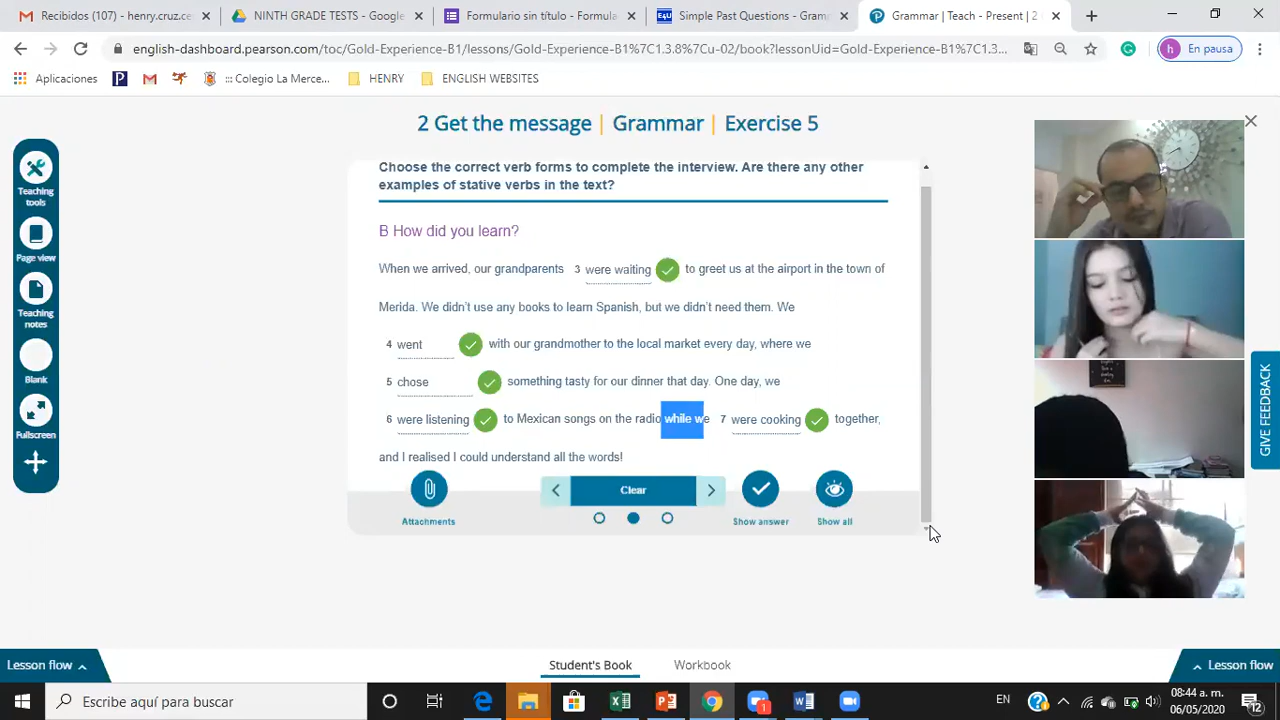 Recibidos (107) - henry.cruz.es
NINTH GRADE TESTS - Google
Formulario sin título - Formula
E4U
Simple Past Questions - Gramm
Grammar | Teach - Present | 2
english-dashboard.pearson.com/toc/Gold-Experience-B1/lessons/Gold-Experience-B1%7C1.3.8%7Cu-02/book?lessonUid=Gold-Experience-B1%7C1.3...
h En pausa
Aplicaciones
::: Colegio La Merce...
HENRY
ENGLISH WEBSITES
2 Get the message | Grammar | Exercise 5
Teaching tools
Page view
Teaching notes
Blank
Fullscreen
Choose the correct verb forms to complete the interview. Are there any other
examples of stative verbs in the text?
B How did you learn?
When we arrived, our grandparents 3 were waiting to greet us at the airport in the town of
Merida. We didn't use any books to learn Spanish, but we didn't need them. We
4 went with our grandmother to the local market every day, where we
5 chose something tasty for our dinner that day. One day, we
6 were listening to Mexican songs on the radio while we 7 were cooking together,
and I realised I could understand all the words!
Clear
Attachments
Show answer
Show all
GIVE FEEDBACK
Lesson flow
Student's Book
Workbook
Lesson flow
Escribe aquí para buscar
1
EN
08:44 a. m.
06/05/2020
12